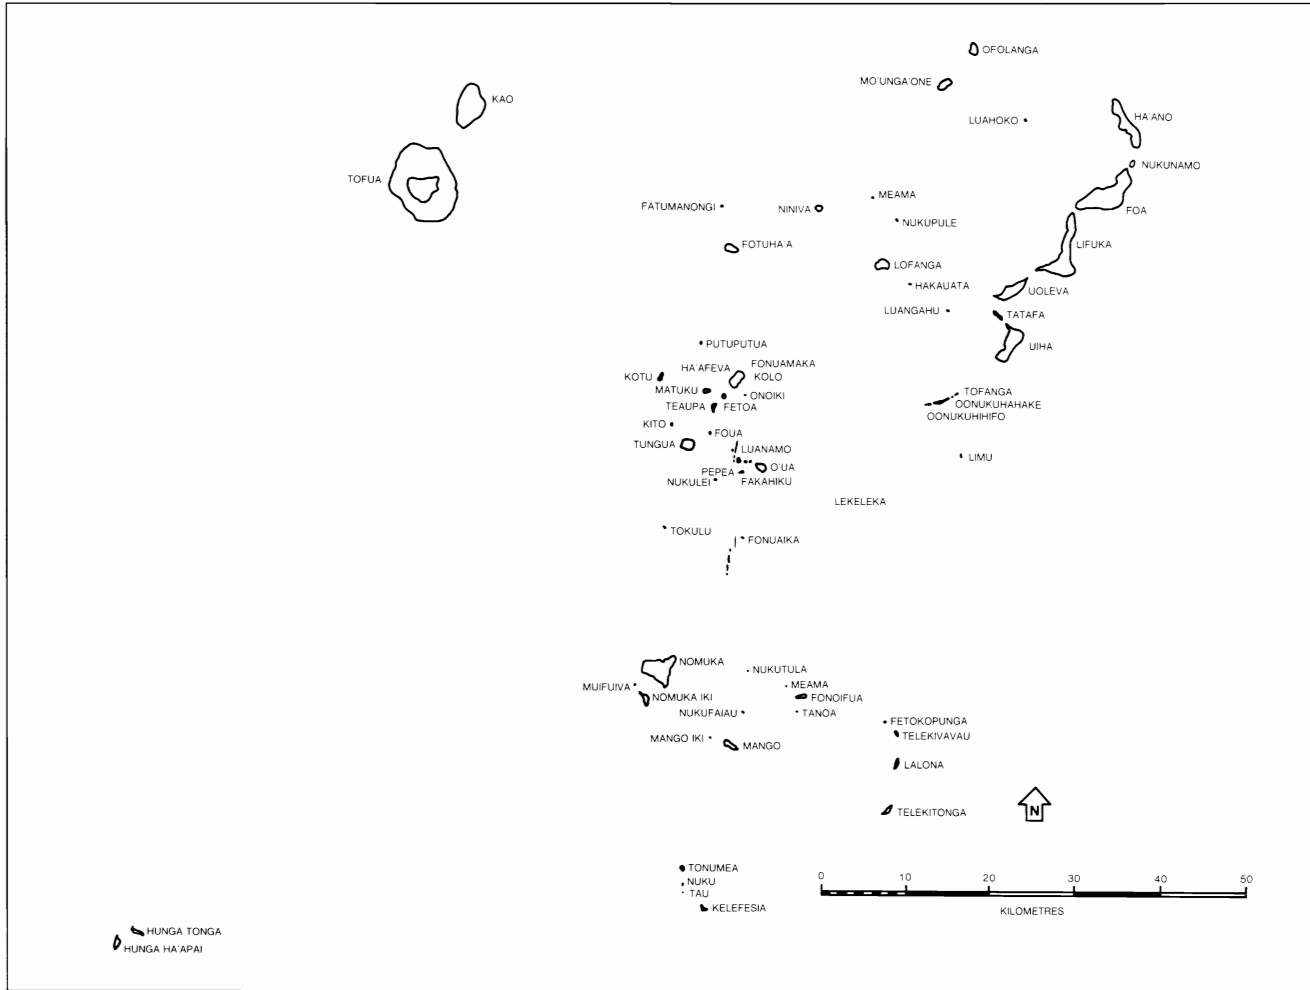 OFOLANGA
MO'UNGA'ONE
KAO
LUAHOKO
HA'ANO
NUKUNAMO
TOFUA
MEAMA
FATUMANONGI
NINIVA
FOA
NUKUPULE
FOTUHA'A
LIFUKA
LOFANGA
HAKAUATA
UOLEVA
LUANGAHU
TATAFA
PUTUPUTUA
UIHA
FONUAMAKA
HA'AFEVA
KOTU
KOLO
MATUKU
ONOIKI
TOFANGA
TEAUPA
FETOA
OONUKUHAHAKE
OONUKUHIHIFO
KITO
FOUA
TUNGUA
LUANAMO
LIMU
O'UA
PEPEA
NUKULEI
FAKAHIKU
LEKELEKA
TOKULU
FONUAIKA
NOMUKA
NUKUTULA
MUIFUIVA
MEAMA
NOMUKA IKI
FONOIFUA
NUKUFAIAU
TANOA
FETOKOPUNGA
TELEKIVAVAU
MANGO IKI
MANGO
LALONA
N
TELEKITONGA
TONUMEA
NUKU
TAU
KELEFESIA
0 10 20 30 40 50
KILOMETRES
HUNGA TONGA
HUNGA HA'APAI